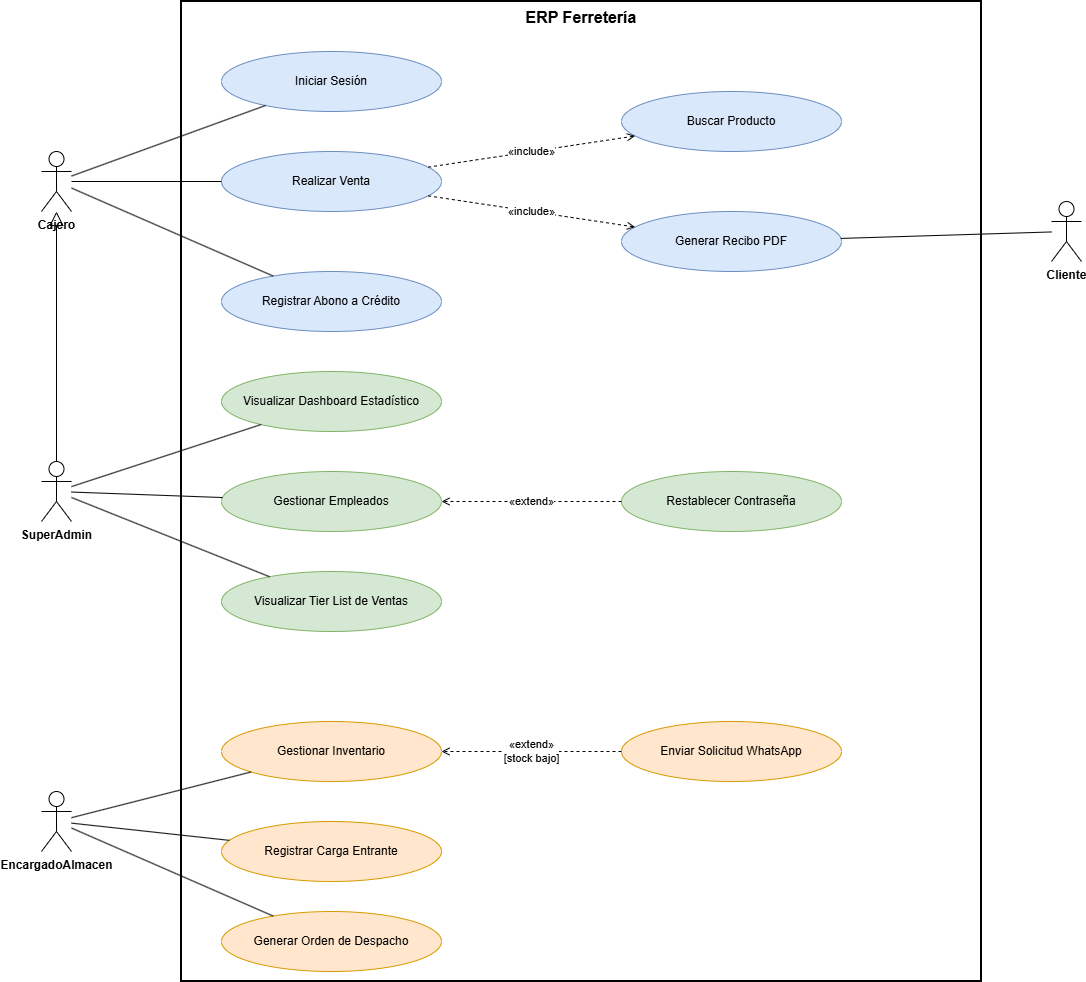 ERP Ferretería
Iniciar Sesión
Buscar Producto
«include»
Realizar Venta
«include»
Cajero
Generar Recibo PDF
Cliente
Registrar Abono a Crédito
Visualizar Dashboard Estadístico
Gestionar Empleados
«extend»
Restablecer Contraseña
SuperAdmin
Visualizar Tier List de Ventas
Gestionar Inventario
«extend»
[stock bajo]
Enviar Solicitud WhatsApp
Registrar Carga Entrante
EncargadoAlmacen
Generar Orden de Despacho